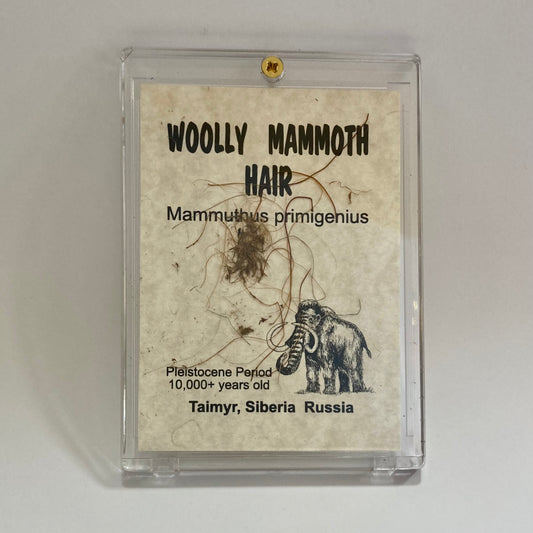 WOOLLY MAMMOTH
HAIR
Mammuthus primigenius
Pleistocene Period
10,000+ years old
Taimyr, Siberia Russia